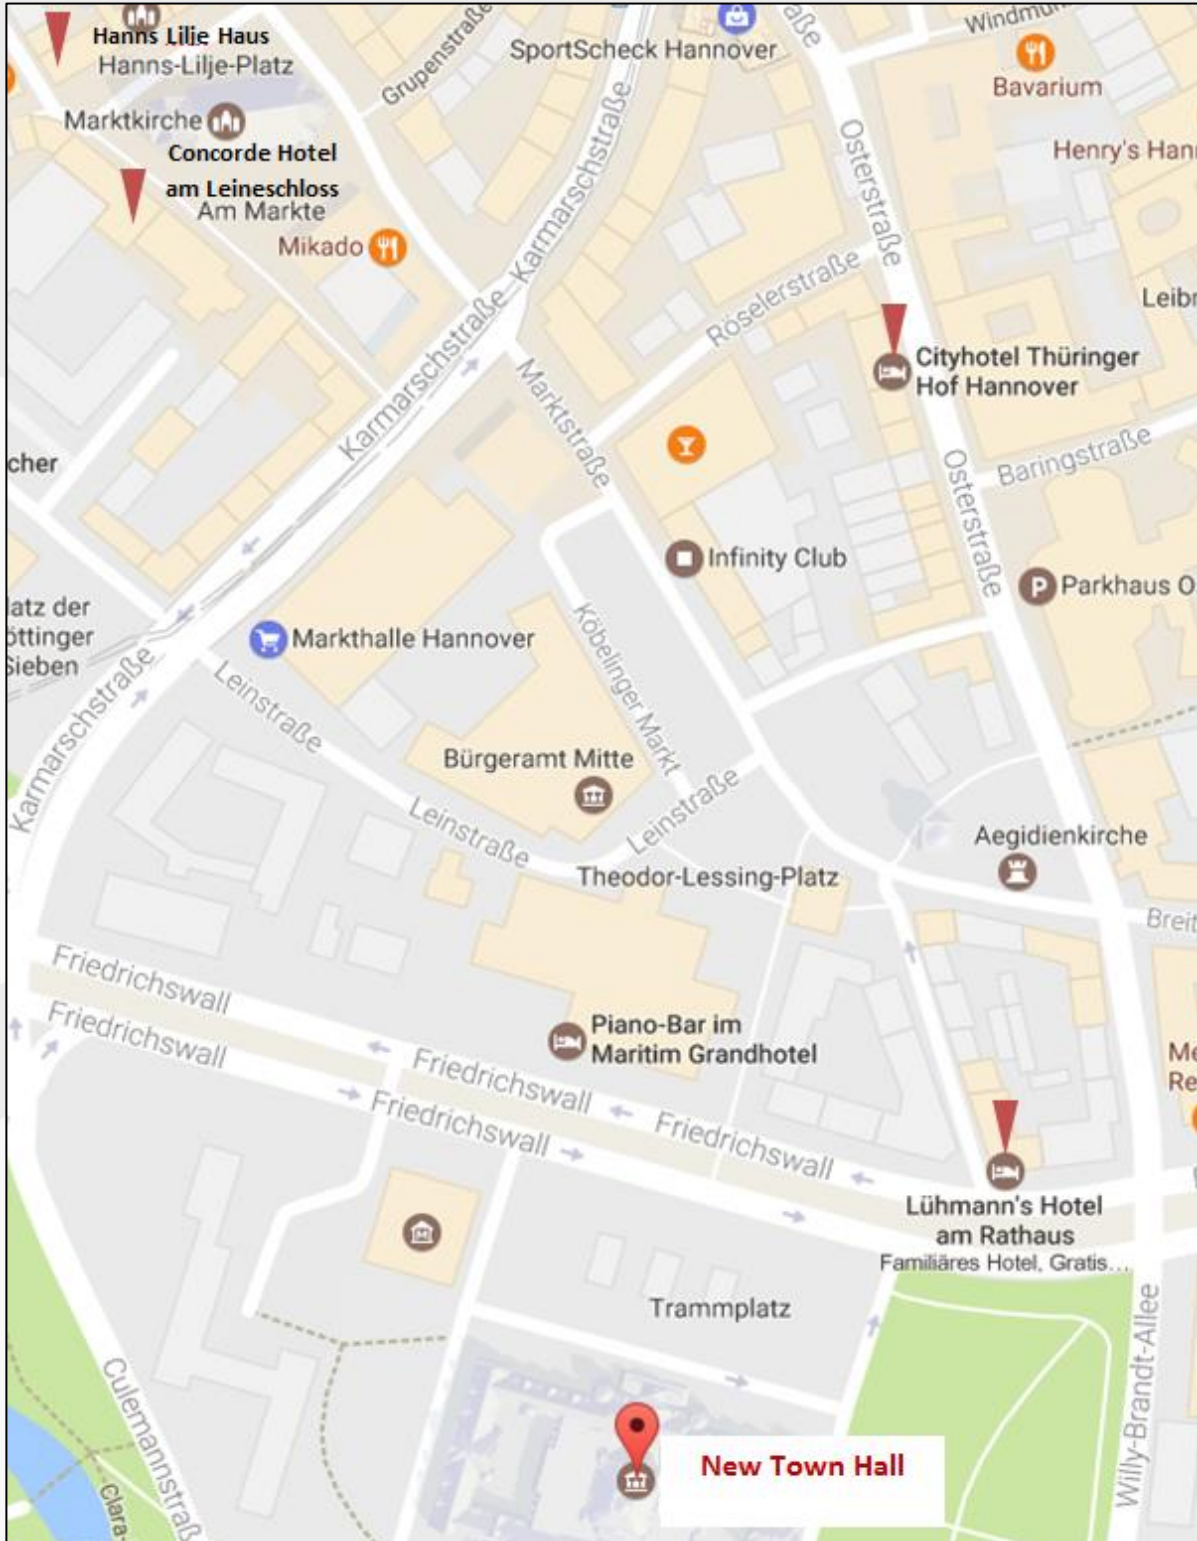 Hanns Lilje Haus
Hanns-Lilje-Platz
Grupenstraße
SportScheck Hannover
Bavarium
Marktkirche
Concorde Hotel
am Leineschloss
Am Markte
Mikado
Karmarschstraße
Karmarschstraße
Osterstraße
Henry's Han
Röselerstraße
Leibn
Cityhotel Thüringer
Hof Hannover
Marktstraße
Baringstraße
Osterstraße
cher
Infinity Club
Parkhaus O
latz der
öttinger
Sieben
Markthalle Hannover
Köbelinger Markt
Karmarschstraße
Leinstraße
Bürgeramt Mitte
Leinstraße
Leinstraße
Aegidienkirche
Theodor-Lessing-Platz
Breit
Friedrichswall
Friedrichswall
Piano-Bar im
Maritim Grandhotel
Me
Re
Friedrichswall
Friedrichswall
Friedrichswall
Lühmann's Hotel
am Rathaus
Familiäres Hotel, Gratis...
Trammplatz
Willy-Brandt-Allee
Culemannstraß
Clara-
New Town Hall